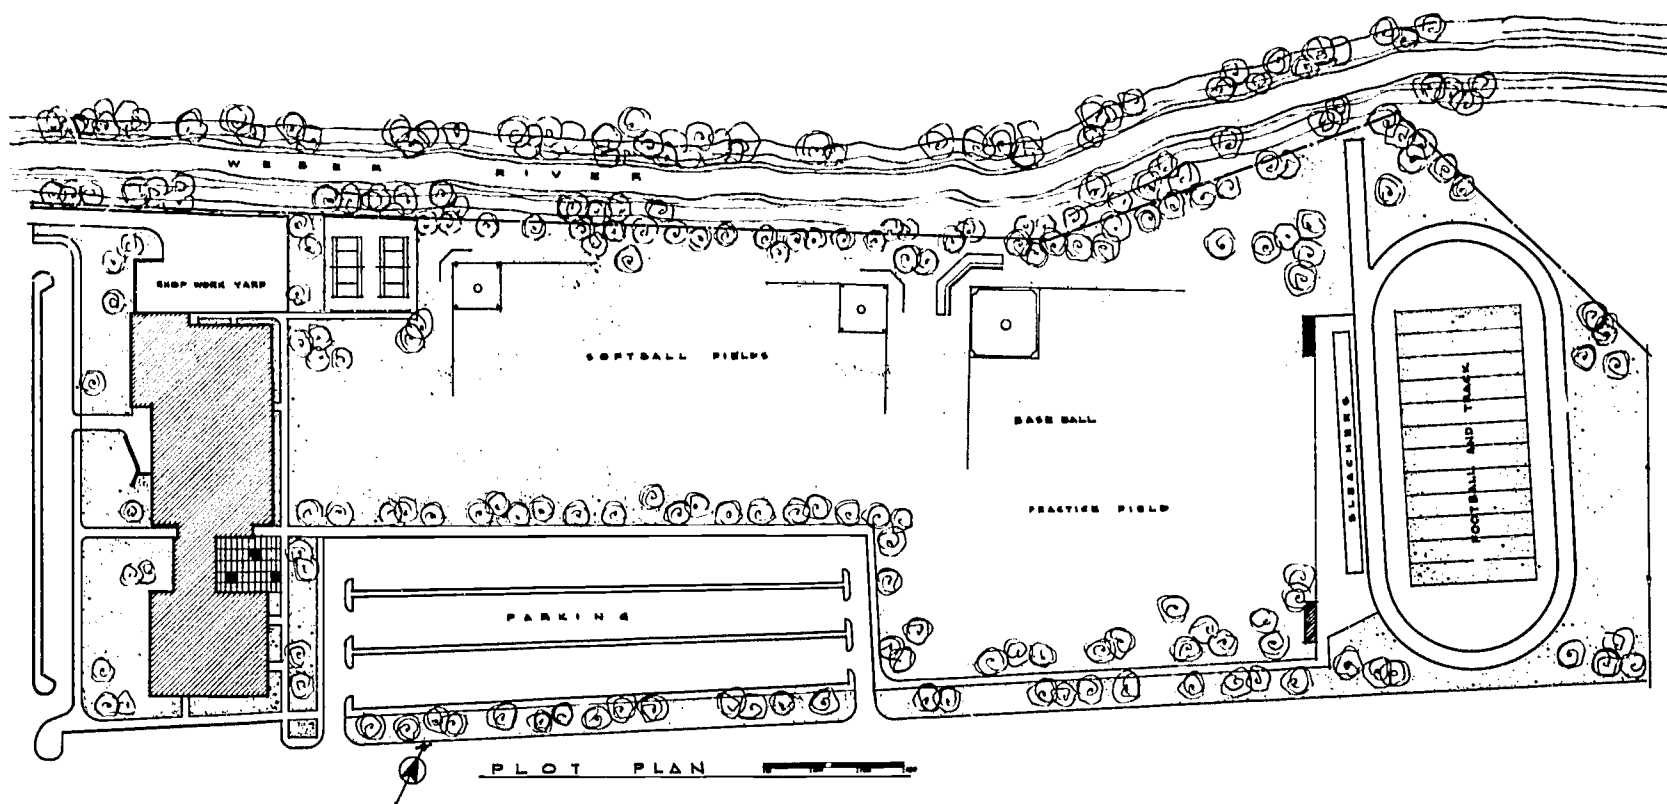 WEBER RIVER
SHOP WORK YARD
SOFTBALL FIELDS
BASE BALL
PRACTICE FIELD
BLEACHERS
FOOTBALL AND TRACK
PARKING
PLOT PLAN